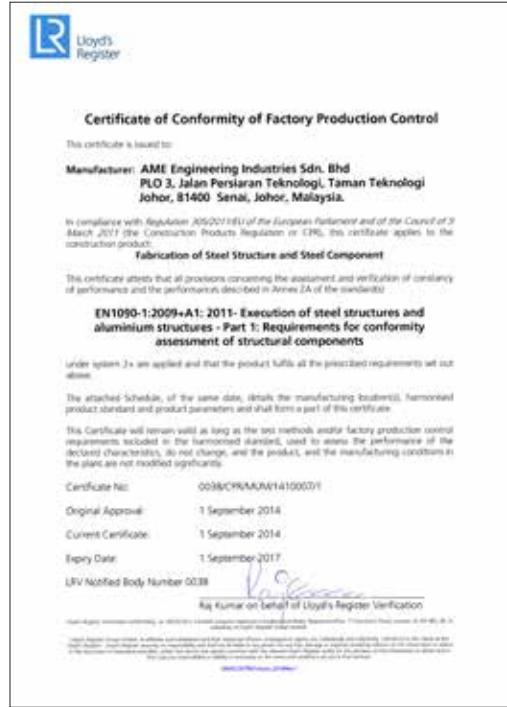 LR
Lloyd's
Register
Certificate of Conformity of Factory Production Control
This certificate is issued to:
Manufacturer: AME Engineering Industries Sdn. Bhd
PLO 3, Jalan Persiaran Teknologi, Taman Teknologi
Johor, 81400 Senai, Johor, Malaysia.
In compliance with Regulation 305/2011/EU of the European Parliament and of the Council of 9
March 2011 (the Construction Products Regulation or CPR), this certificate applies to the
construction product:
Fabrication of Steel Structure and Steel Component
This certificate attests that all provisions concerning the assessment and verification of constancy
of performance and the performances described in Annex ZA of the standard(s)
EN1090-1:2009+A1: 2011- Execution of steel structures and
aluminium structures - Part 1: Requirements for conformity
assessment of structural components
under system 2+ are applied and that the product fulfils all the prescribed requirements set out
above.
The attached Schedule, of the same date, details the manufacturing location(s), harmonised
product standard and product parameters and shall form a part of this certificate.
This Certificate will remain valid as long as the test methods and/or factory production control
requirements included in the harmonised standard, used to assess the performance of the
declared characteristics, do not change, and the product, and the manufacturing conditions in
the plant are not modified significantly.
Certificate No: 0038/CPR/MUM/1410007/1
Original Approval: 1 September 2014
Current Certificate: 1 September 2014
Expiry Date: 1 September 2017
LRV Notified Body Number 0038
Raj Kumar on behalf of Lloyd's Register Verification